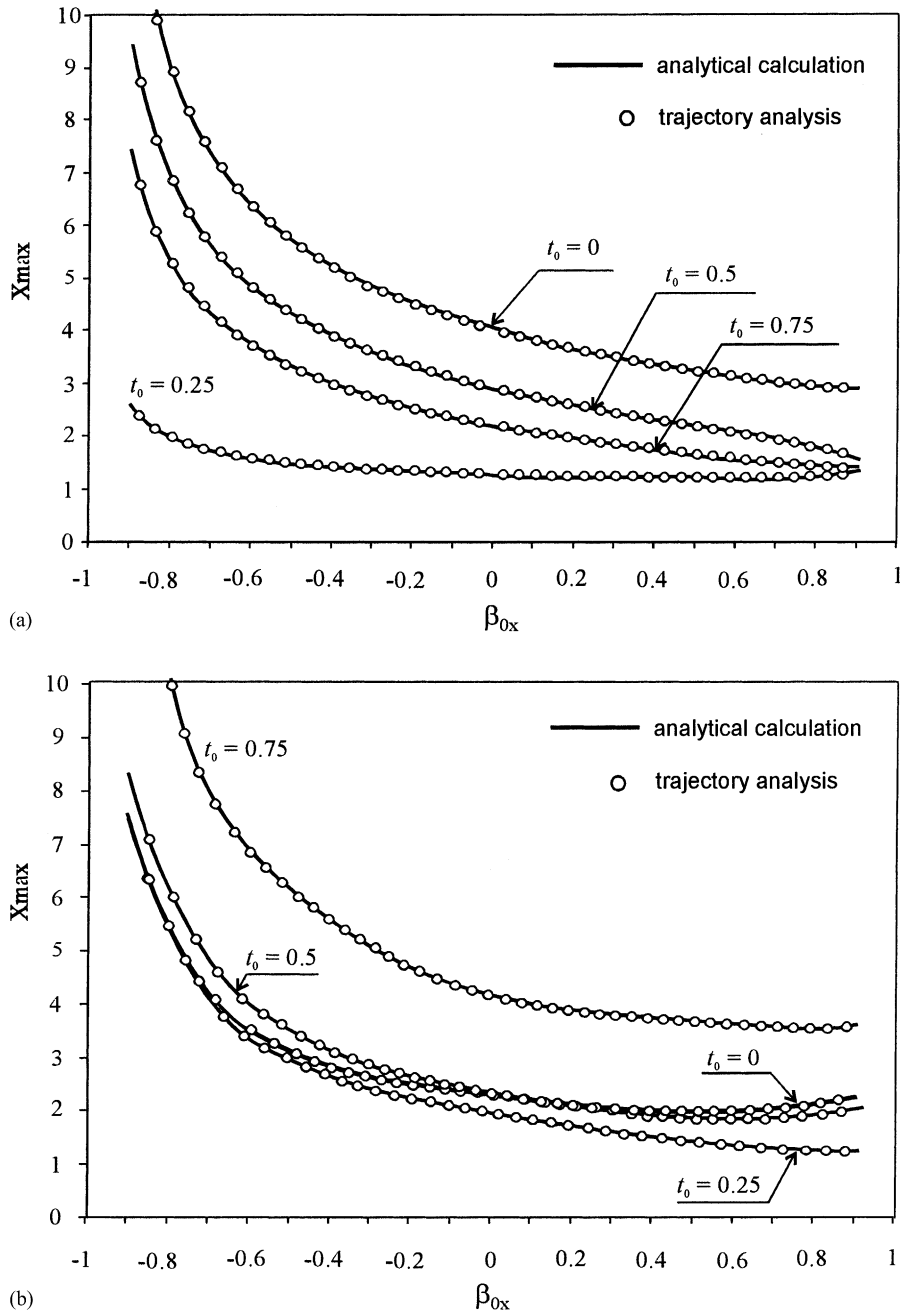 10
9
8
7
6
5
4
3
2
1
0
Xmax
analytical calculation
trajectory analysis
t0 = 0
t0 = 0.5
t0 = 0.75
t0 = 0.25
-1 -0.8 -0.6 -0.4 -0.2 0 0.2 0.4 0.6 0.8 1
(a)
β0x
10
9
8
7
6
5
4
3
2
1
0
Xmax
analytical calculation
trajectory analysis
t0 = 0.75
t0 = 0.5
t0 = 0
t0 = 0.25
-1 -0.8 -0.6 -0.4 -0.2 0 0.2 0.4 0.6 0.8 1
(b)
β0x